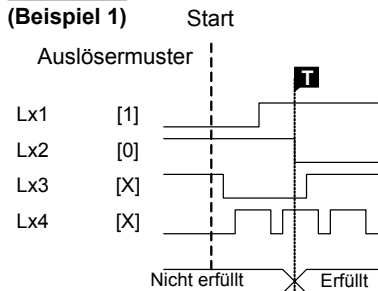 (Beispiel 1) Start
Auslösermuster
T
Lx1 [1]
Lx2 [0]
Lx3 [X]
Lx4 [X]
Nicht erfüllt Erfüllt